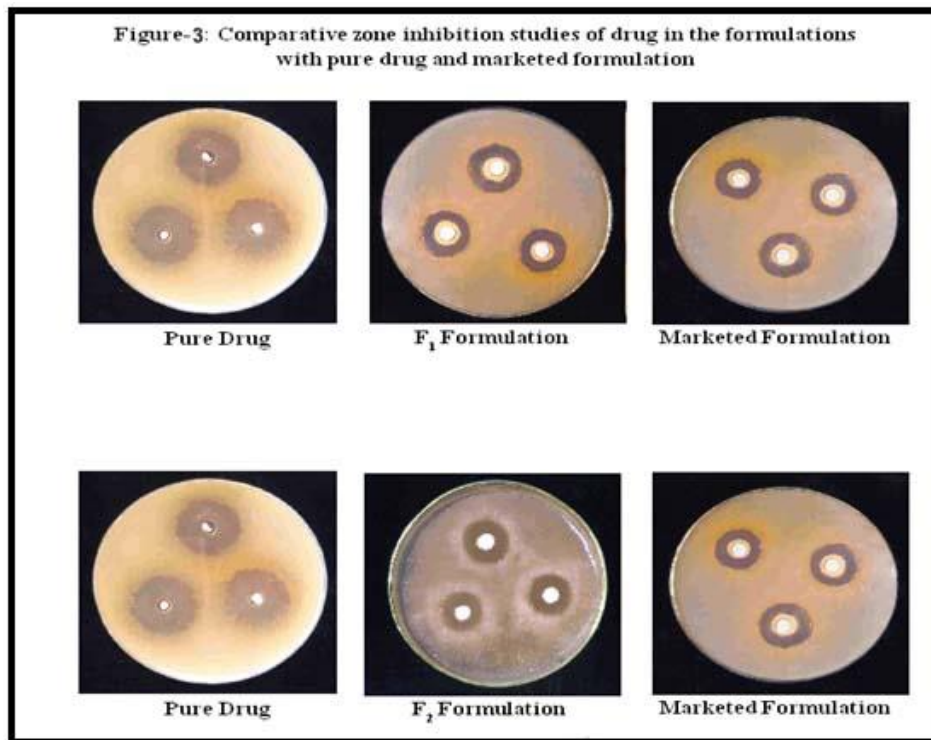 Figure-3: Comparative zone inhibition studies of drug in the formulations
with pure drug and marketed formulation
Pure Drug
F1 Formulation
Marketed Formulation
Pure Drug
F2 Formulation
Marketed Formulation